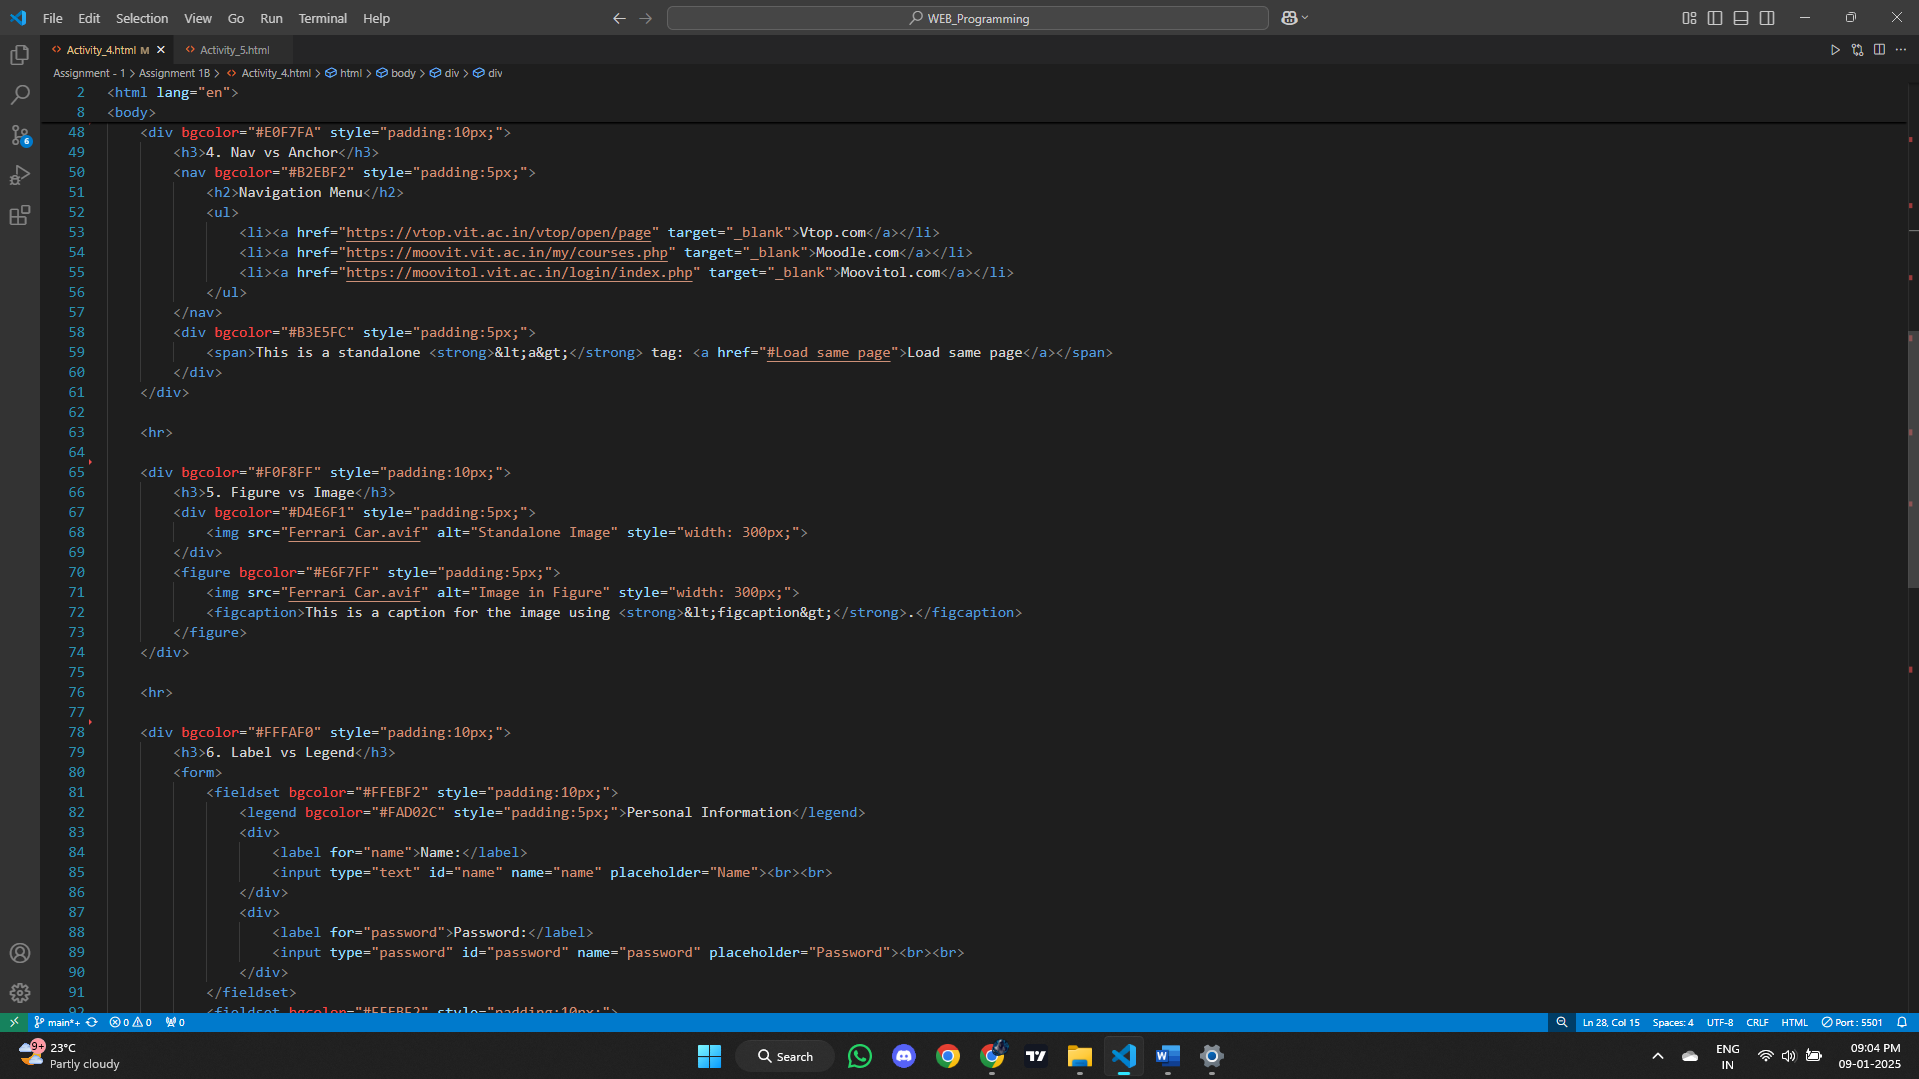 File Edit Selection View Go Run Terminal Help
WEB_Programming
Activity_4.html M
Activity_5.html
Assignment - 1 > Assignment 1B > Activity_4.html > html > body > div > div
2 <html lang="en">
8 <body>
48 <div bgcolor="#E0F7FA" style="padding:10px;">
49 <h3>4. Nav vs Anchor</h3>
50 <nav bgcolor="#B2EBF2" style="padding:5px;">
51 <h2>Navigation Menu</h2>
52 <ul>
53 <li><a href="https://vtop.vit.ac.in/vtop/open/page" target="_blank">Vtop.com</a></li>
54 <li><a href="https://moovit.vit.ac.in/my/courses.php" target="_blank">Moodle.com</a></li>
55 <li><a href="https://moovitol.vit.ac.in/login/index.php" target="_blank">Moovitol.com</a></li>
56 </ul>
57 </nav>
58 <div bgcolor="#B3E5FC" style="padding:5px;">
59 <span>This is a standalone <strong>&lt;a&gt;</strong> tag: <a href="#Load same page">Load same page</a></span>
60 </div>
61 </div>
62
63 <hr>
64
65 <div bgcolor="#F0F8FF" style="padding:10px;">
66 <h3>5. Figure vs Image</h3>
67 <div bgcolor="#D4E6F1" style="padding:5px;">
68 <img src="Ferrari Car.avif" alt="Standalone Image" style="width: 300px;">
69 </div>
70 <figure bgcolor="#E6F7FF" style="padding:5px;">
71 <img src="Ferrari Car.avif" alt="Image in Figure" style="width: 300px;">
72 <figcaption>This is a caption for the image using <strong>&lt;figcaption&gt;</strong>.</figcaption>
73 </figure>
74 </div>
75
76 <hr>
77
78 <div bgcolor="#FFFAF0" style="padding:10px;">
79 <h3>6. Label vs Legend</h3>
80 <form>
81 <fieldset bgcolor="#FFEBF2" style="padding:10px;">
82 <legend bgcolor="#FAD02C" style="padding:5px;">Personal Information</legend>
83 <div>
84 <label for="name">Name:</label>
85 <input type="text" id="name" name="name" placeholder="Name"><br><br>
86 </div>
87 <div>
88 <label for="password">Password:</label>
89 <input type="password" id="password" name="password" placeholder="Password"><br><br>
90 </div>
91 </fieldset>
92 <fieldset bgcolor="#FFEBF2" style="padding:10px;">
6
main*+ 0 0 0
Ln 28, Col 15 Spaces: 4 UTF-8 CRLF HTML Port : 5501
9+
23°C
Partly cloudy
Search
W
ENG
IN
09:04 PM
09-01-2025